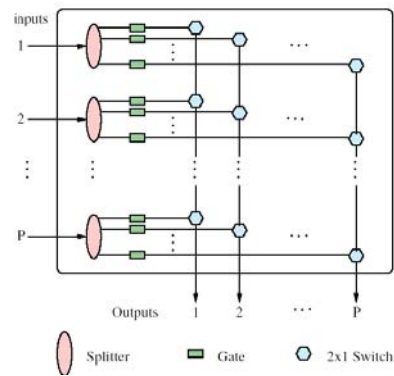 inputs
1
2
P
Outputs 1 2 ... P
Splitter Gate 2x1 Switch